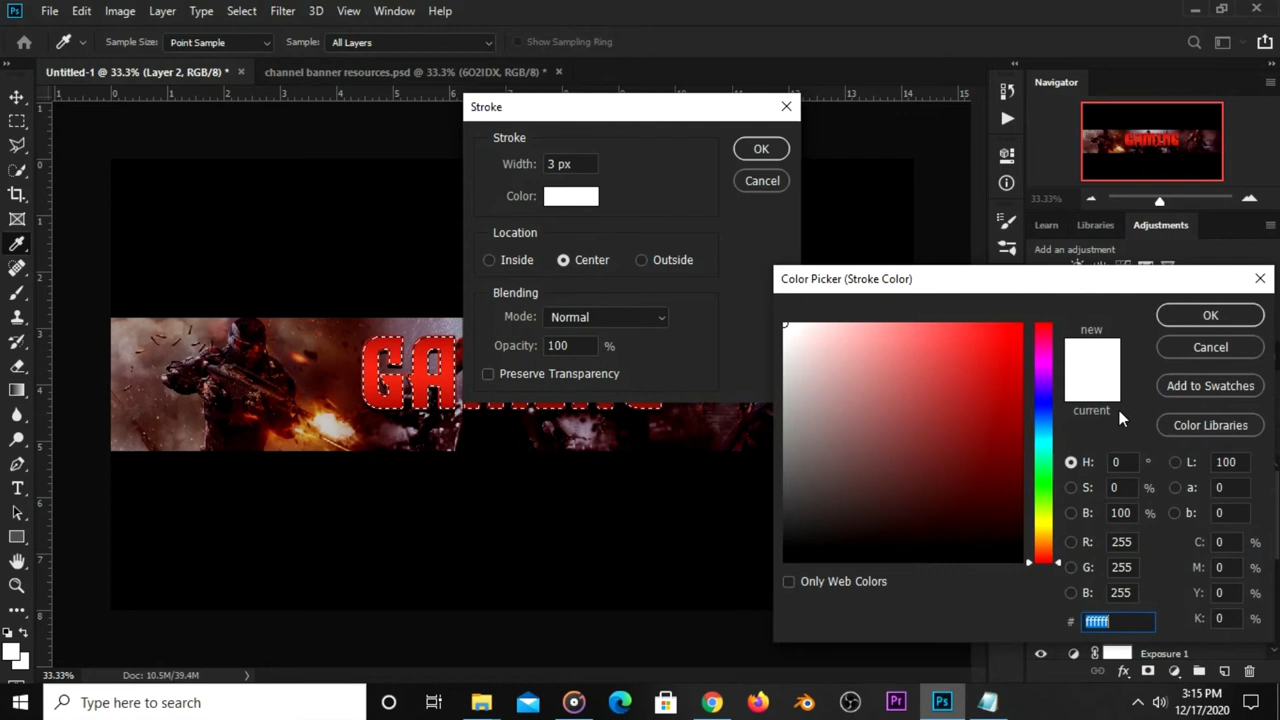 Ps File Edit Image Layer Type Select Filter 3D View Window Help
Sample Size: Point Sample Sample: All Layers Show Sampling Ring
Untitled-1 @ 33.3% (Layer 2, RGB/8) * × channel banner resources.psd @ 33.3% (6O2IDX, RGB/8) * ×
Navigator
GAMING
33.33%
Learn Libraries Adjustments
Add an adjustment
Stroke
Stroke
Width: 3 px
Color:
OK
Cancel
Location
Inside Center Outside
Blending
Mode: Normal
Opacity: 100 %
Preserve Transparency
GA
Color Picker (Stroke Color)
new
current
OK
Cancel
Add to Swatches
Color Libraries
H: 0 ° L: 100
S: 0 % a: 0
B: 100 % b: 0
R: 255 C: 0 %
G: 255 M: 0 %
B: 255 Y: 0 %
# ffffff K: 0 %
Only Web Colors
Exposure 1
33.33% Doc: 10.5M/39.4M
Type here to search
Pr Ps
3:15 PM
12/17/2020